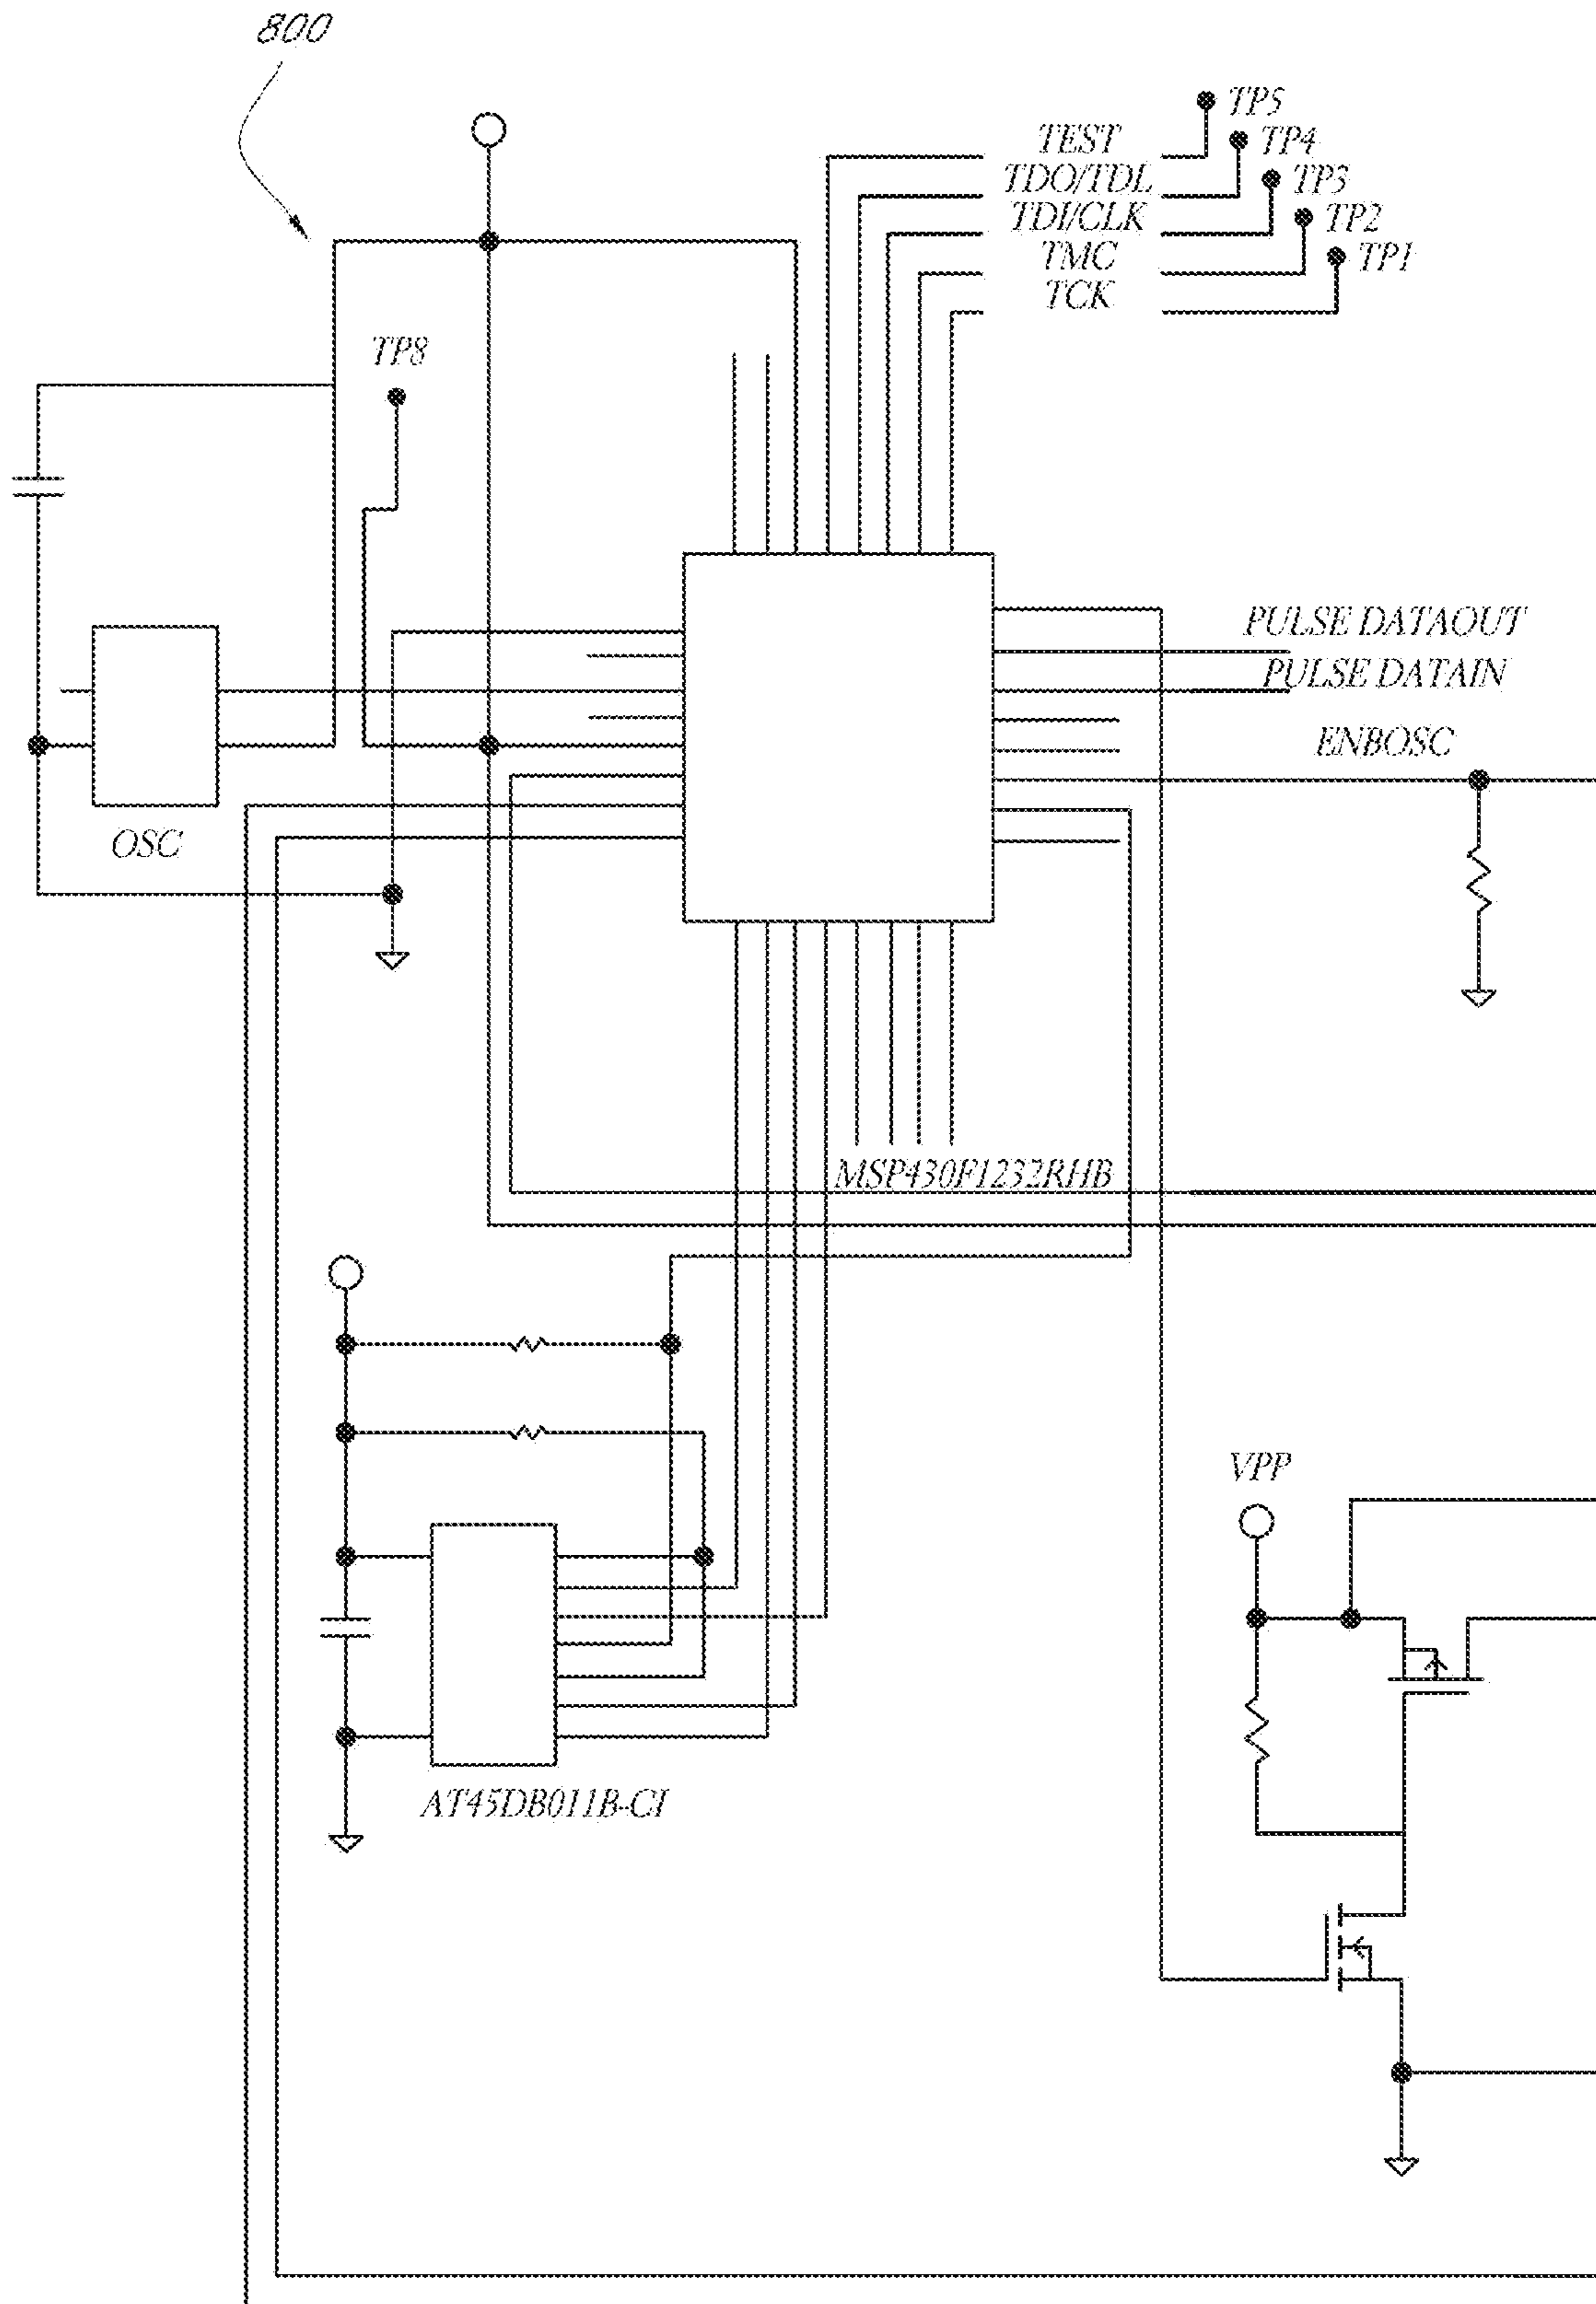 800
TP5
TEST
TP4
TDO/TDL
TP3
TDI/CLK
TP2
TMC
TP1
TCK
TP8
PULSE DATAOUT
PULSE DATAIN
ENBOSC
OSC
MSP430F1232RHB
VPP
AT45DB011B-CI